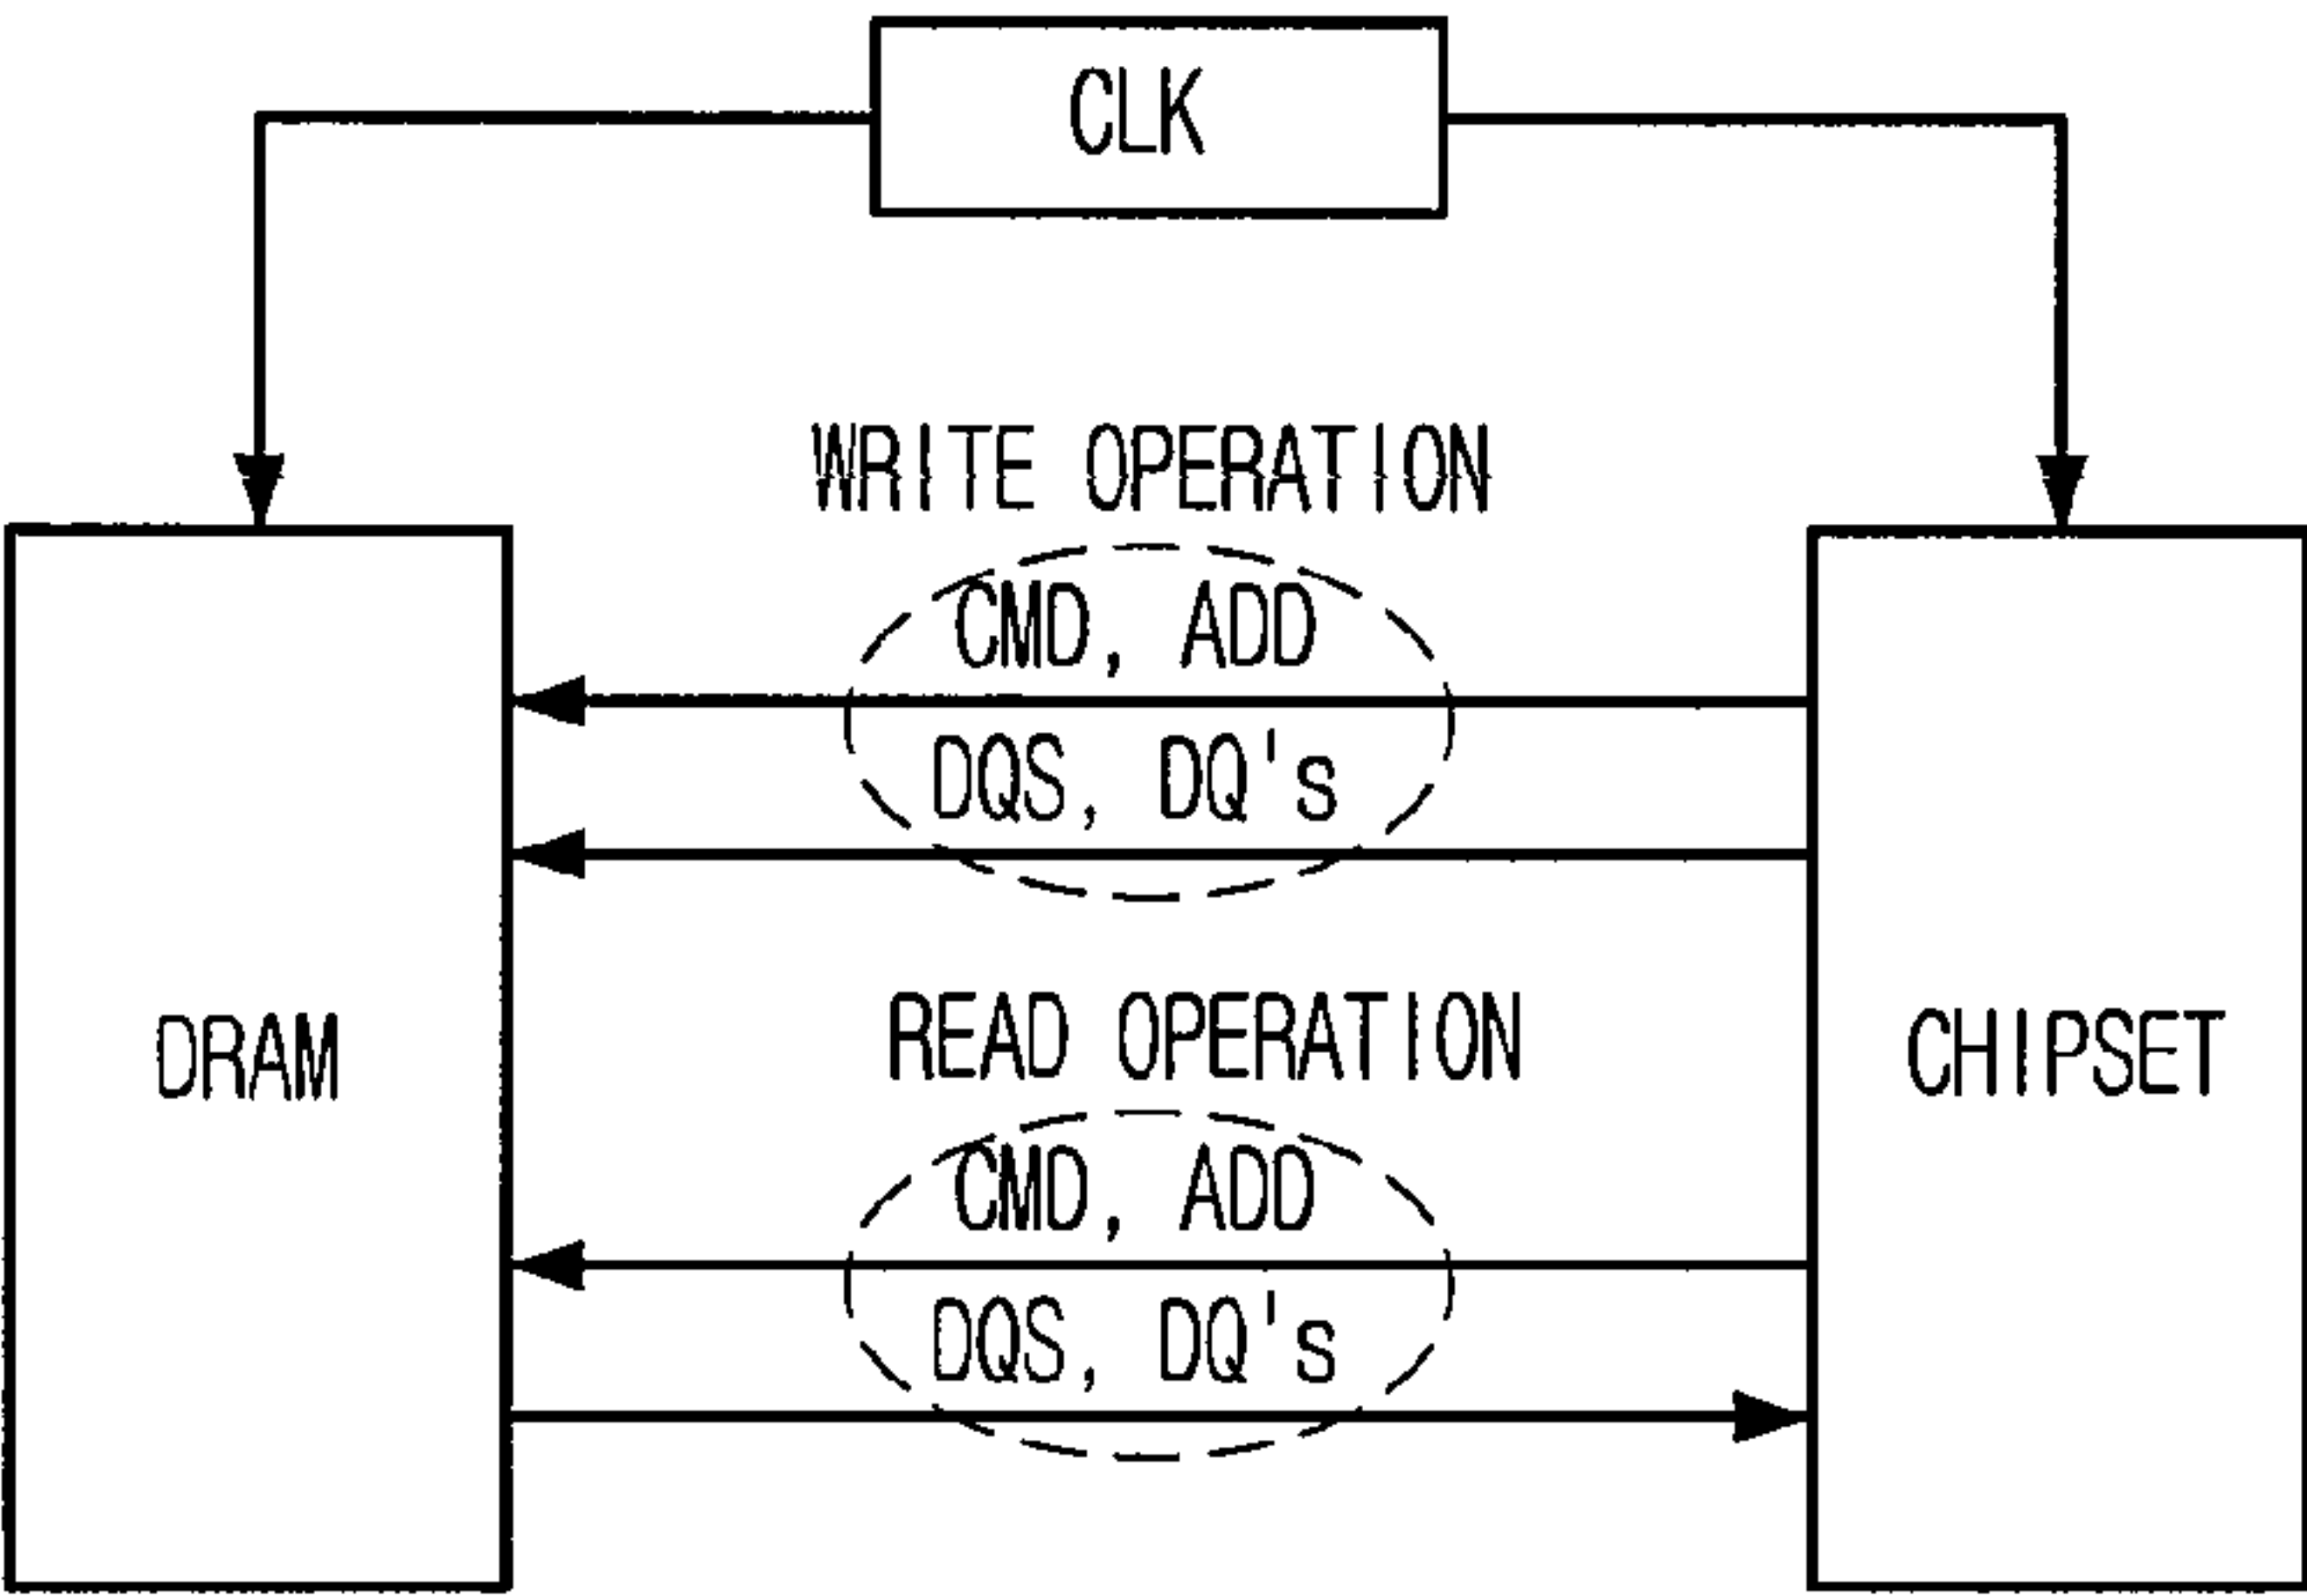 CLK
WRITE OPERATION
CMD, ADD
DQS, DQ's
DRAM
READ OPERATION
CHIPSET
CMD, ADD
DQS, DQ's